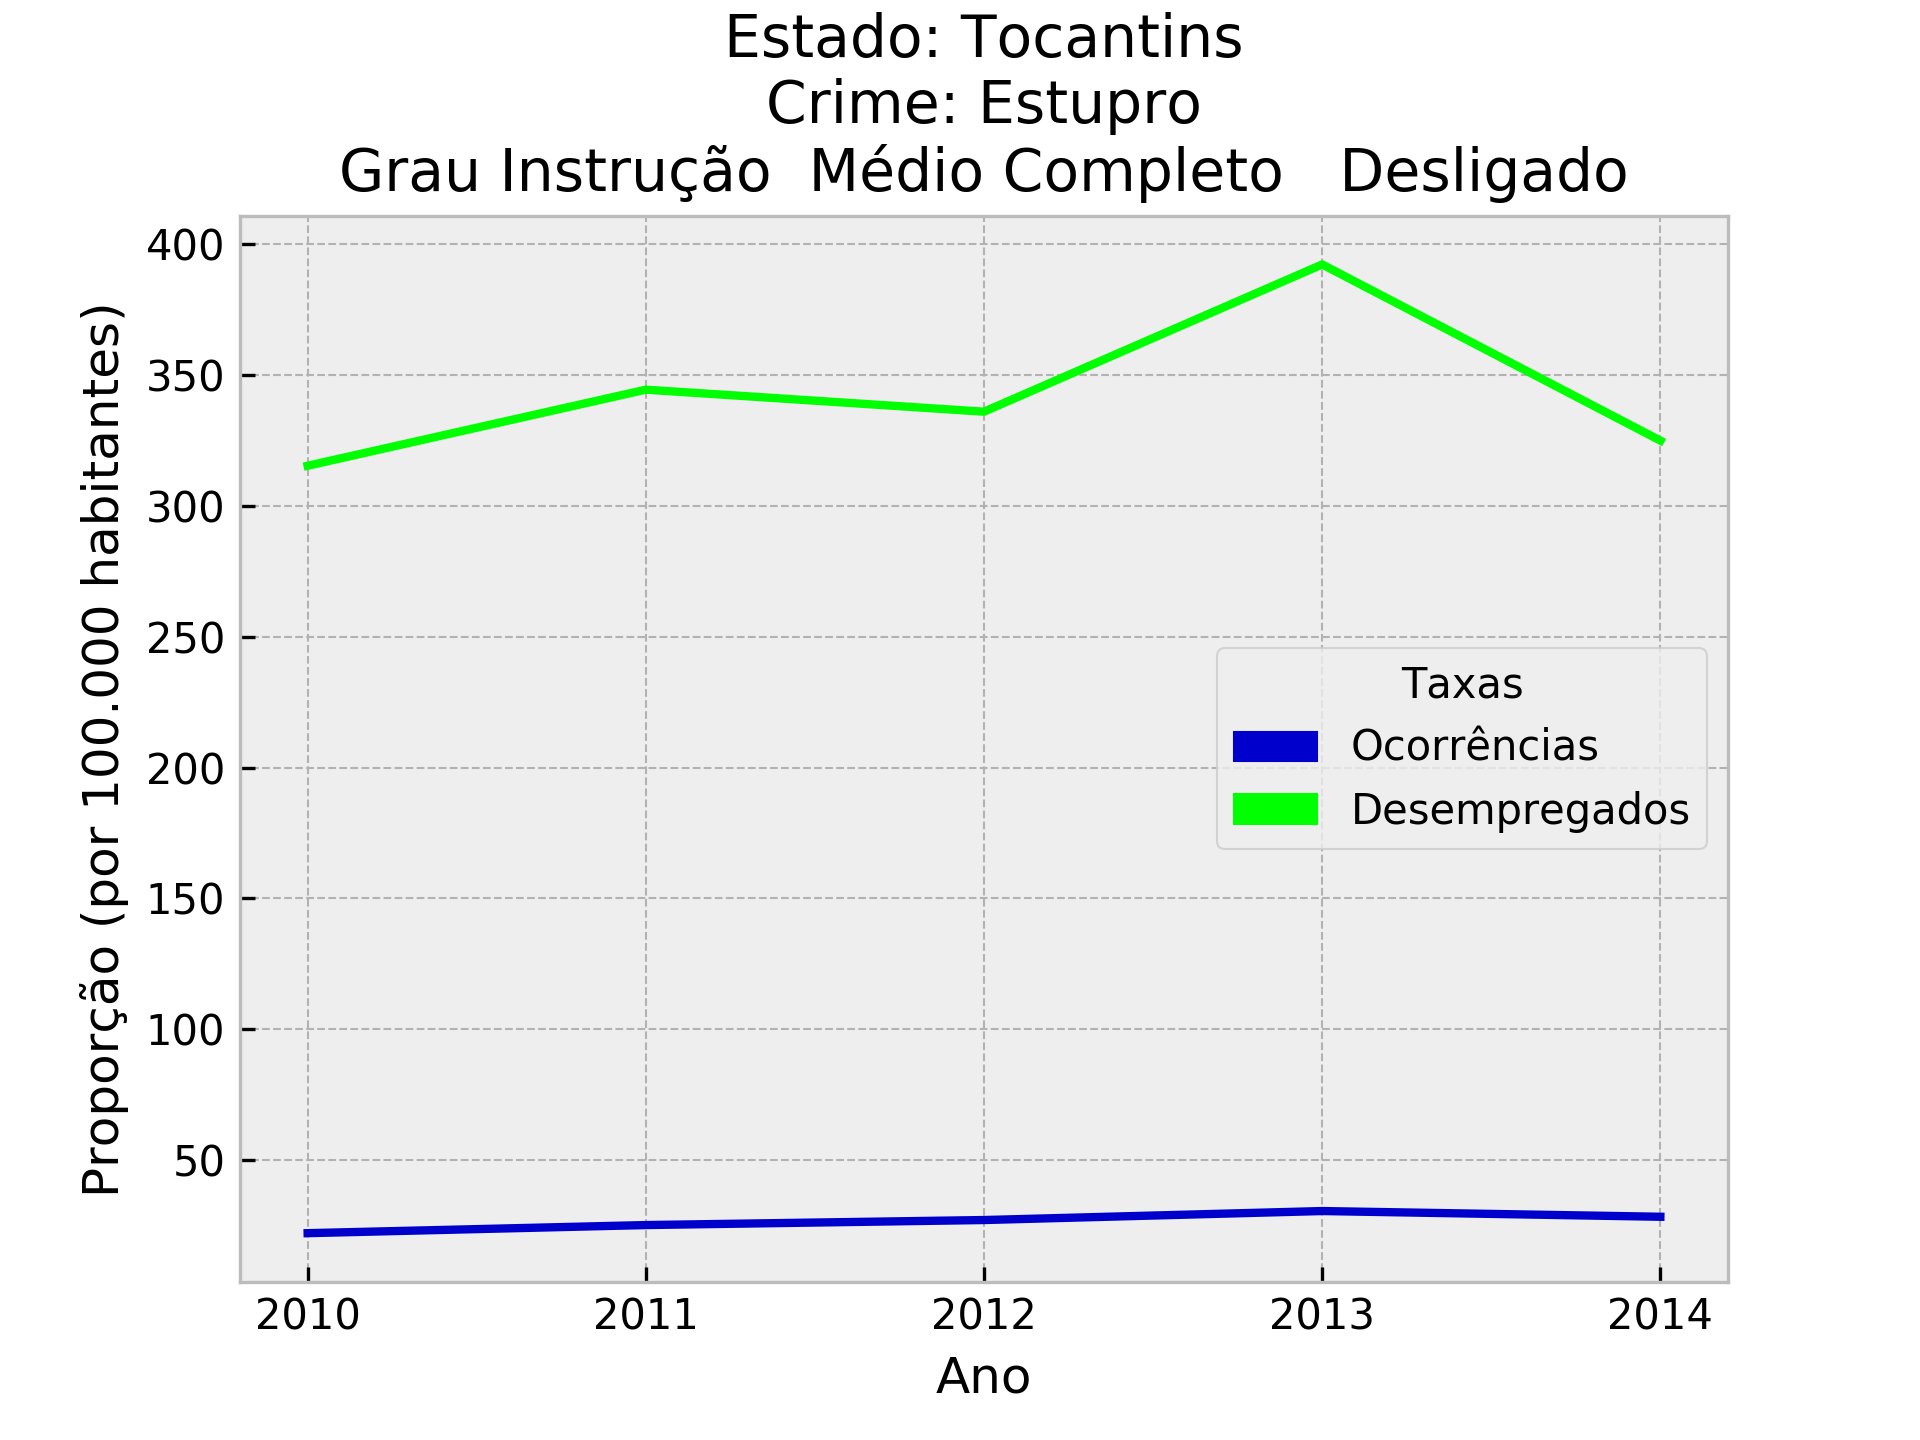 Estado: Tocantins
Crime: Estupro
Grau Instrução  Médio Completo   Desligado
Proporção (por 100.000 habitantes)
400
350
300
250
200
150
100
50
Taxas
Ocorrências
Desempregados
2010 2011 2012 2013 2014
Ano